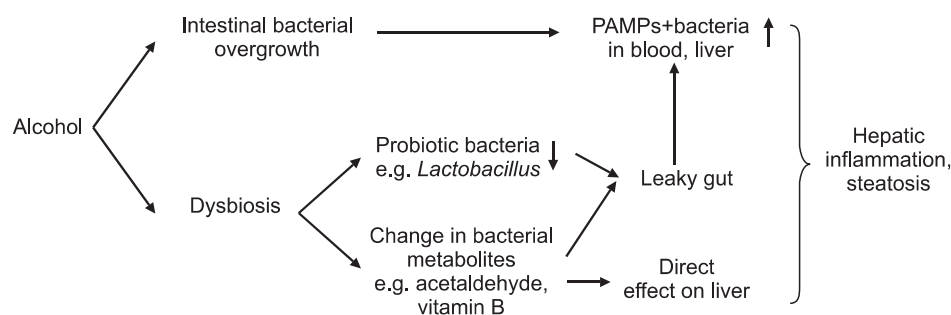 Intestinal bacterial
overgrowth
PAMPs+bacteria
in blood, liver
Alcohol
Probiotic bacteria
e.g. Lactobacillus
Leaky gut
Hepatic
inflammation,
steatosis
Dysbiosis
Change in bacterial
metabolites
e.g. acetaldehyde,
vitamin B
Direct
effect on liver